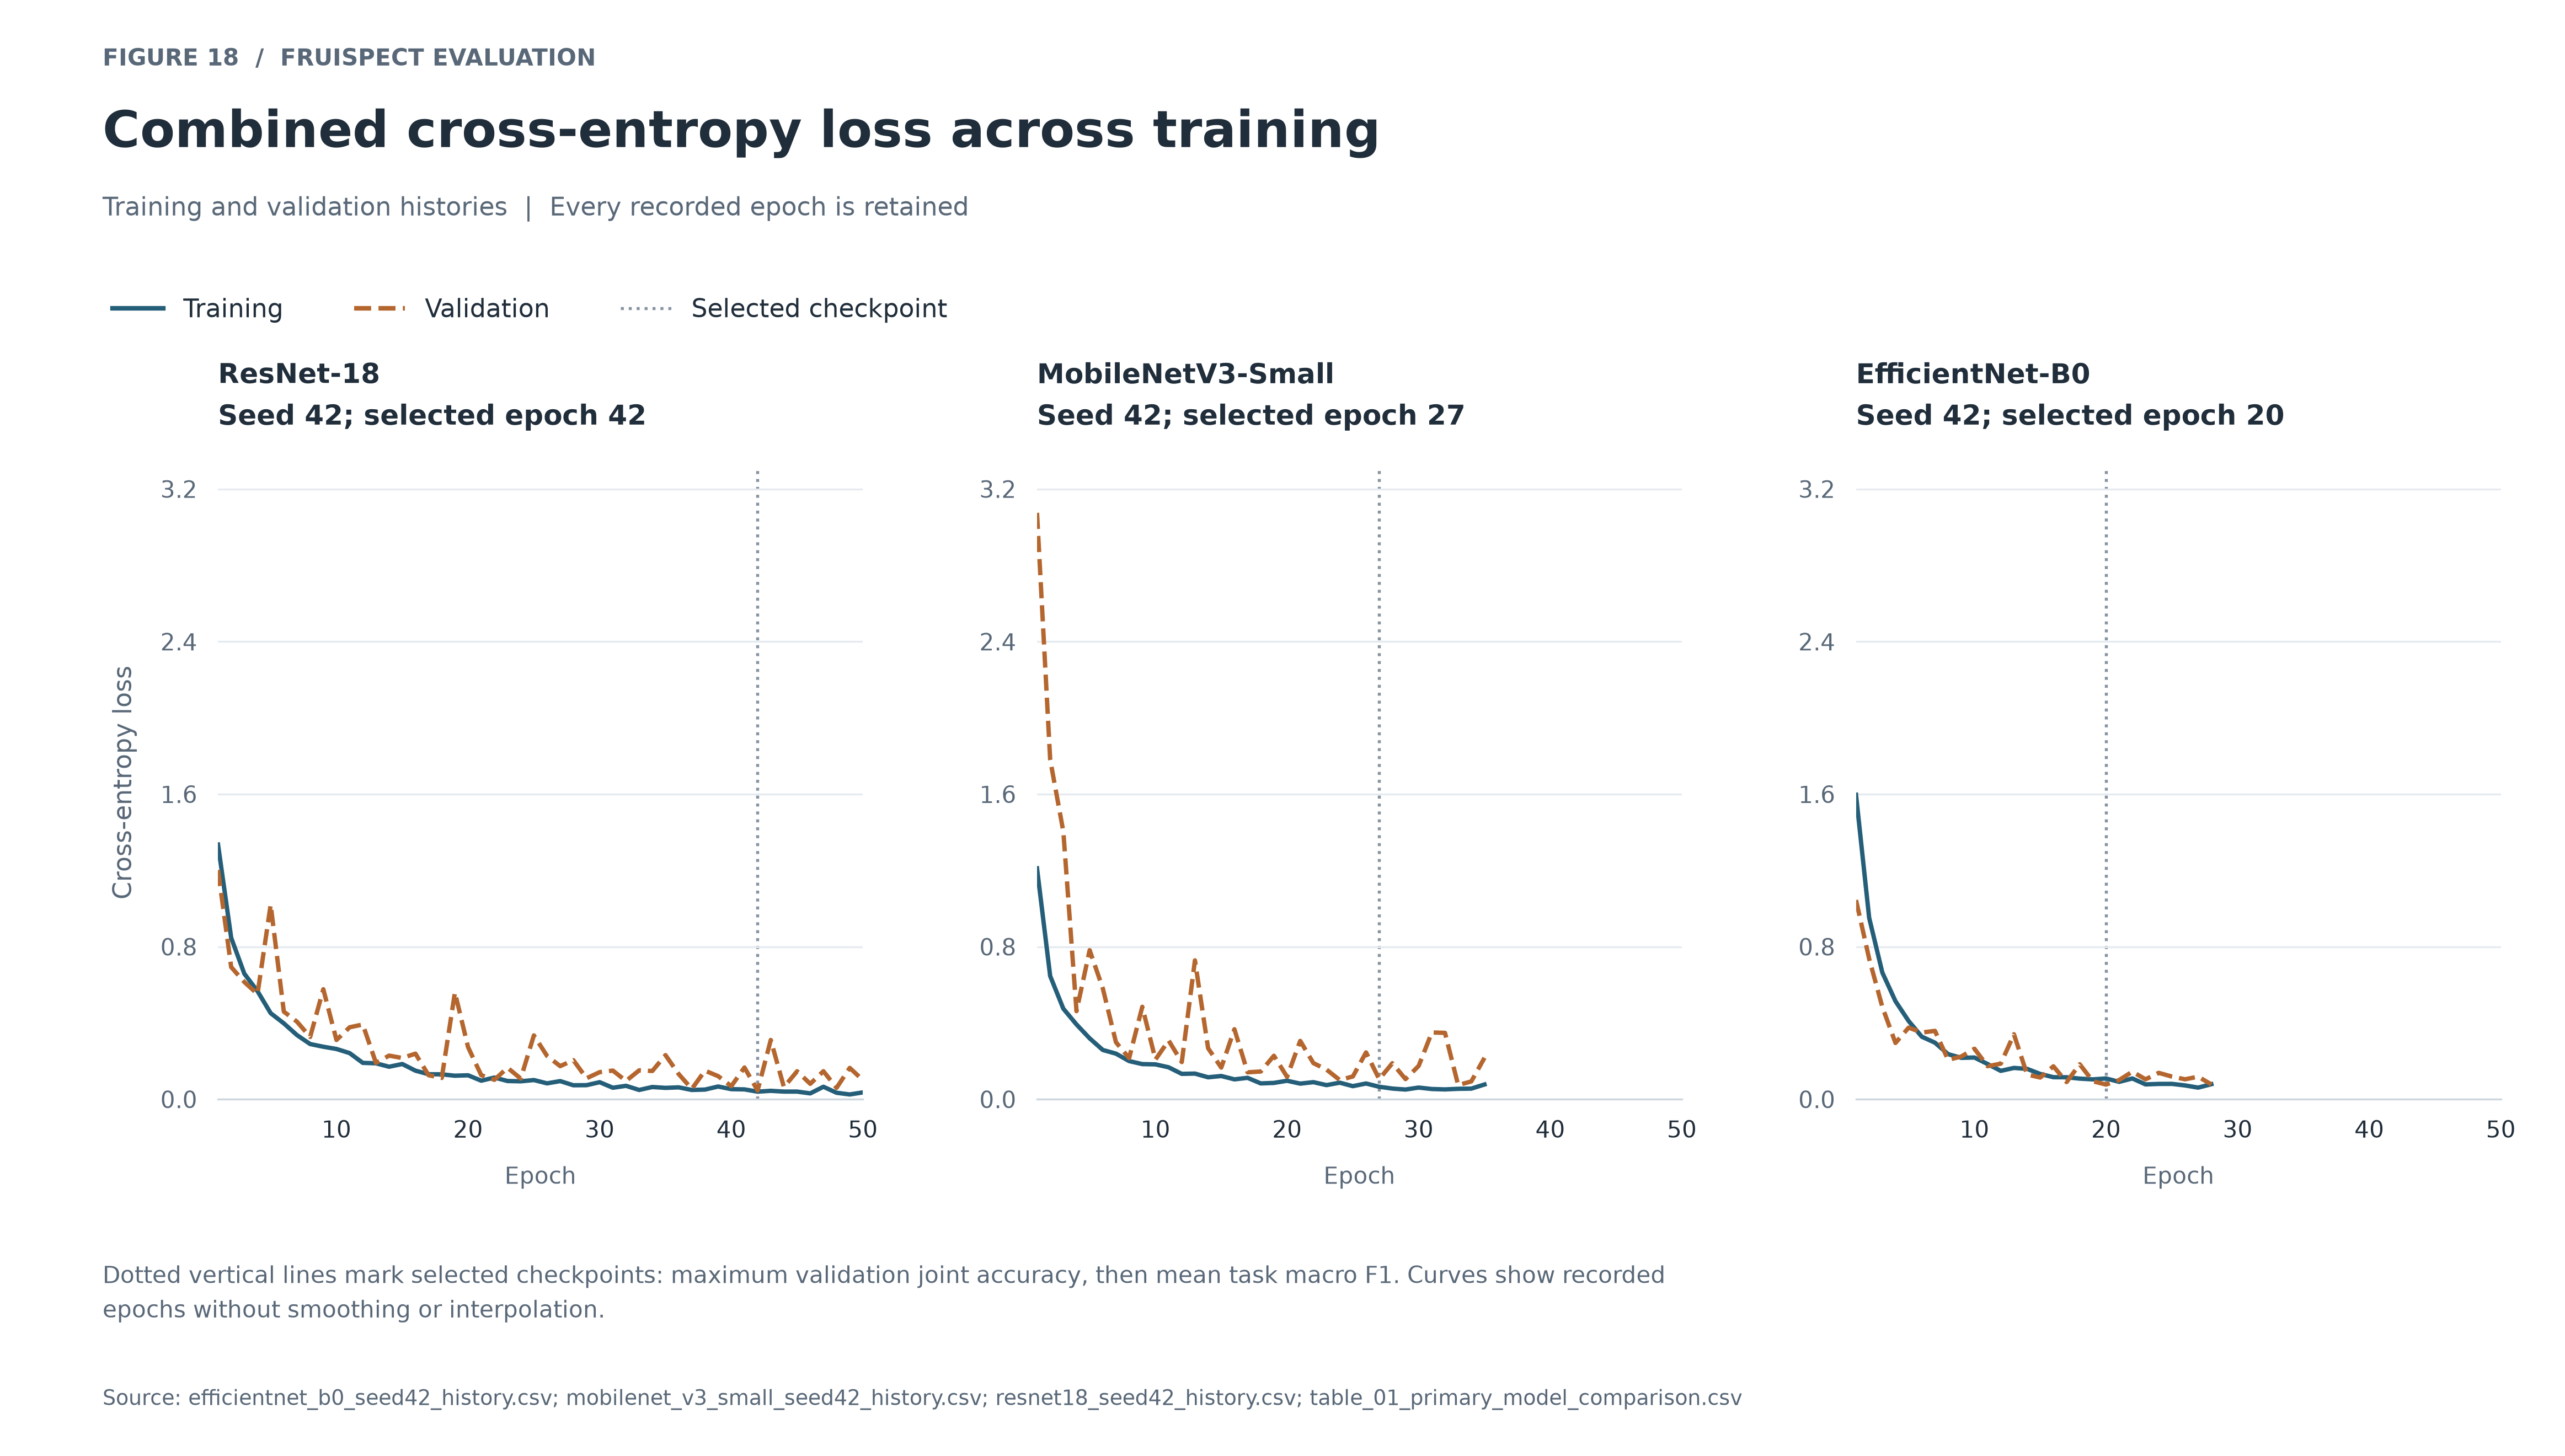 FIGURE 18 / FRUISPECT EVALUATION
Combined cross-entropy loss across training
Training and validation histories | Every recorded epoch is retained
Training
Validation
Selected checkpoint
ResNet-18
Seed 42; selected epoch 42
Cross-entropy loss
3.2
2.4
1.6
0.8
0.0
10
20
30
40
50
Epoch
MobileNetV3-Small
Seed 42; selected epoch 27
3.2
2.4
1.6
0.8
0.0
10
20
30
40
50
Epoch
EfficientNet-B0
Seed 42; selected epoch 20
3.2
2.4
1.6
0.8
0.0
10
20
30
40
50
Epoch
Dotted vertical lines mark selected checkpoints: maximum validation joint accuracy, then mean task macro F1. Curves show recorded
epochs without smoothing or interpolation.
Source: efficientnet_b0_seed42_history.csv; mobilenet_v3_small_seed42_history.csv; resnet18_seed42_history.csv; table_01_primary_model_comparison.csv